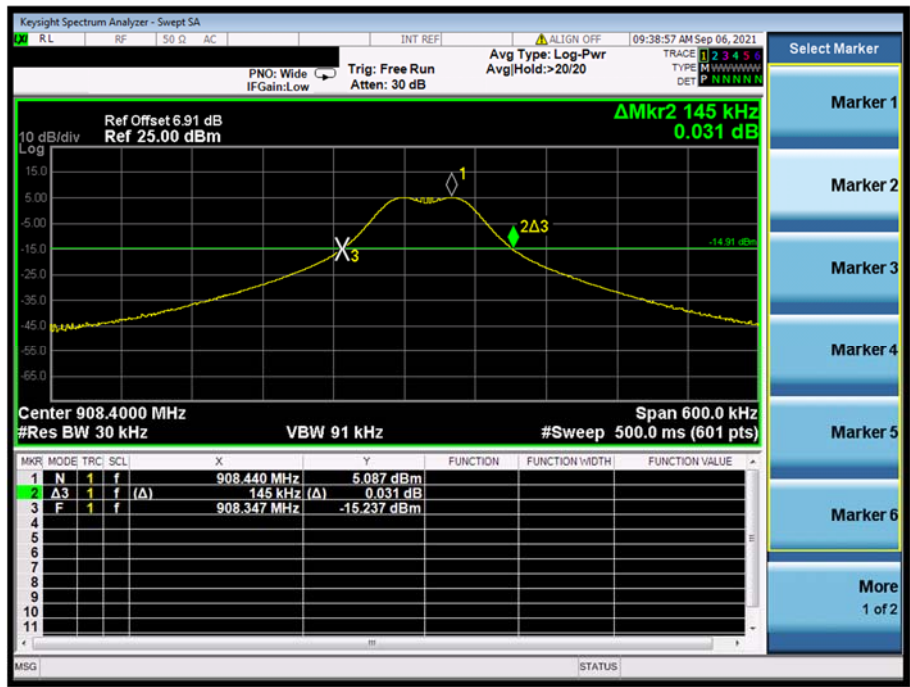 Keysight Spectrum Analyzer - Swept SA
LXI RL RF 50 Ω AC INT REF ALIGN OFF 09:38:57 AM Sep 06, 2021
PNO: Wide
IFGain:Low
Trig: Free Run
Atten: 30 dB
Avg Type: Log-Pwr
Avg|Hold:>20/20
TRACE 1 2 3 4 5 6
TYPE M W W W W W
DET P N N N N N
ΔMkr2 145 kHz
0.031 dB
Ref Offset 6.91 dB
10 dB/div Ref 25.00 dBm
Log
15.0
5.00
-5.00
-15.0
-25.0
-35.0
-45.0
-55.0
-65.0
1
2Δ3
3
-14.91 dBm
Center 908.4000 MHz Span 600.0 kHz
#Res BW 30 kHz VBW 91 kHz #Sweep 500.0 ms (601 pts)
MKR MODE TRC SCL X Y FUNCTION FUNCTION WIDTH FUNCTION VALUE
1 N 1 f 908.440 MHz 5.087 dBm
2 Δ3 1 f (Δ) 145 kHz (Δ) 0.031 dB
3 F 1 f 908.347 MHz -15.237 dBm
4
5
6
7
8
9
10
11
MSG STATUS
Select Marker
Marker 1
Marker 2
Marker 3
Marker 4
Marker 5
Marker 6
More
1 of 2